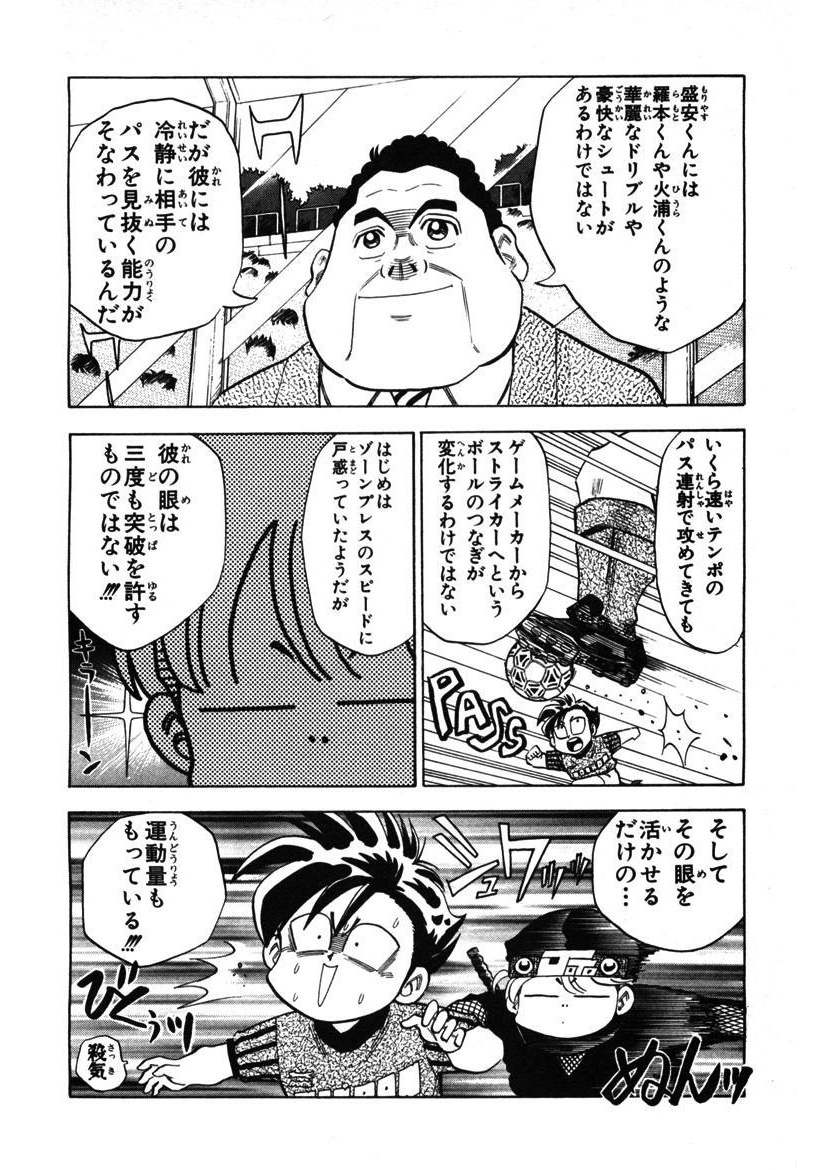 盛安くんには
羅本くんや火浦くんのような
華麗なドリブルや
豪快なシュートが
あるわけではない
だが彼には
冷静に相手の
パスを見抜く能力が
そなわっているんだ
いくら速いテンポの
パス連射で攻めてきても
ゲームメーカーから
ストライカーへという
ボールのつなぎが
変化するわけではない
PASS
はじめは
ゾーンプレスのスピードに
戸惑っていたようだが
彼の眼は
三度も突破を許す
ものではない!!!
キラーーン
そして
その眼を
活かせる
だけの…
シュウッ
運動量も
もっている!!!
びくぅッ
殺気
ぬんッ